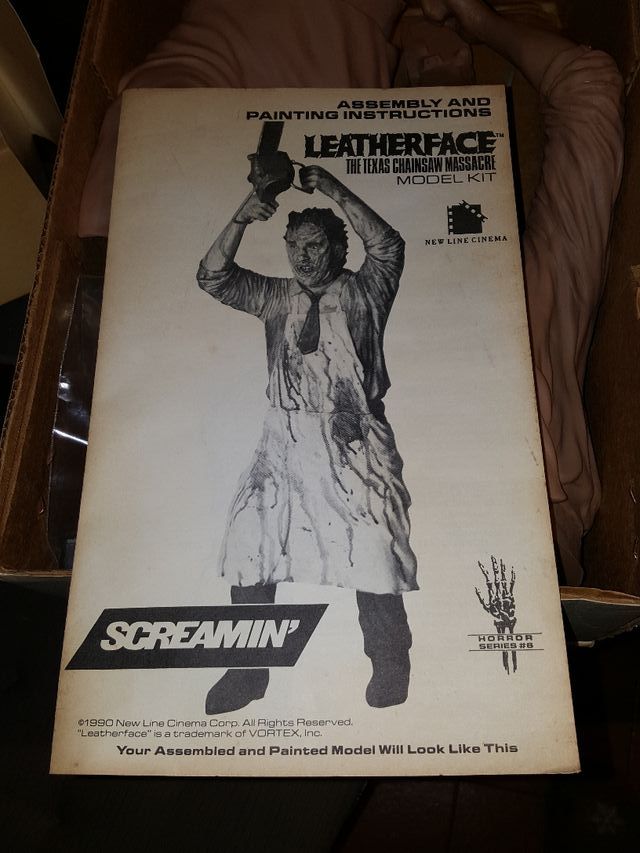 ASSEMBLY AND
PAINTING INSTRUCTIONS
LEATHERFACE™
THE TEXAS CHAINSAW MASSACRE
MODEL KIT
NEW LINE CINEMA
SCREAMIN'
HORROR
SERIES #6
©1990 New Line Cinema Corp. All Rights Reserved.
"Leatherface" is a trademark of VORTEX, Inc.
Your Assembled and Painted Model Will Look Like This